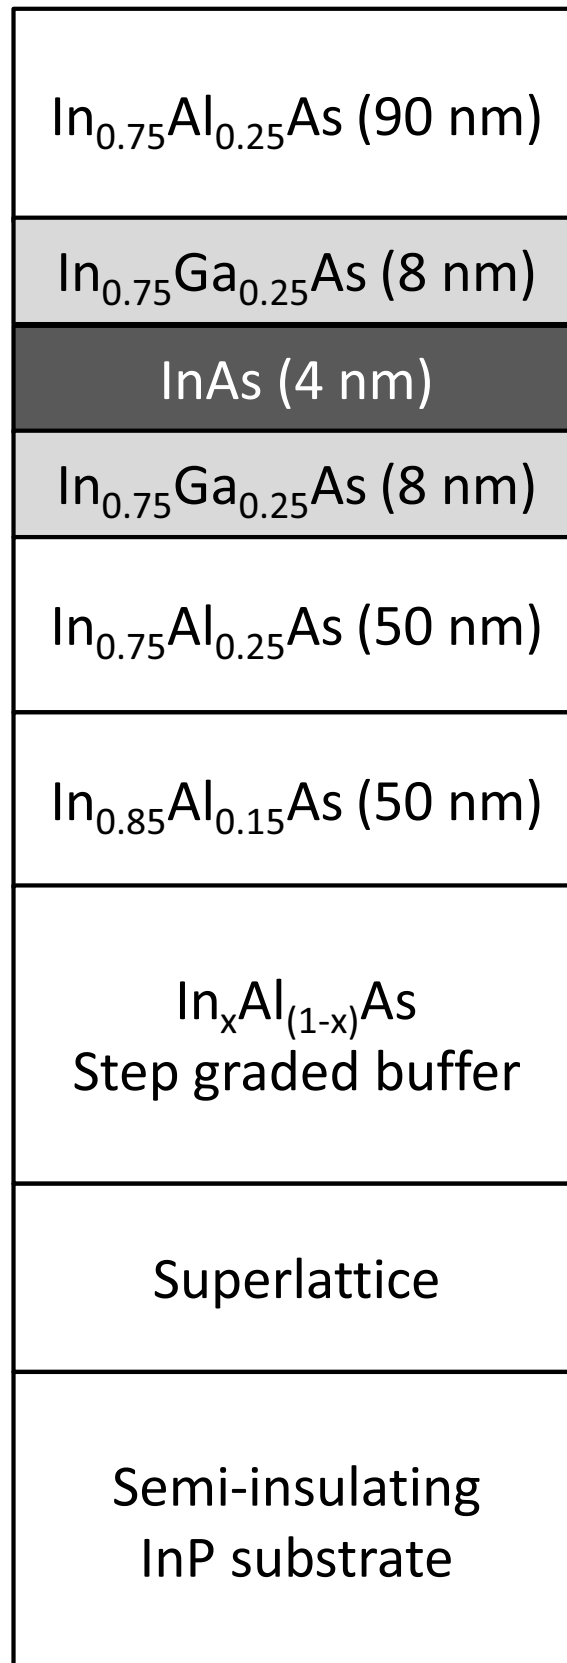 In₀.₇₅Al₀.₂₅As (90 nm)
In₀.₇₅Ga₀.₂₅As (8 nm)
InAs (4 nm)
In₀.₇₅Ga₀.₂₅As (8 nm)
In₀.₇₅Al₀.₂₅As (50 nm)
In₀.₈₅Al₀.₁₅As (50 nm)
InₓAl₍₁₋ₓ₎As
Step graded buffer
Superlattice
Semi-insulating
InP substrate